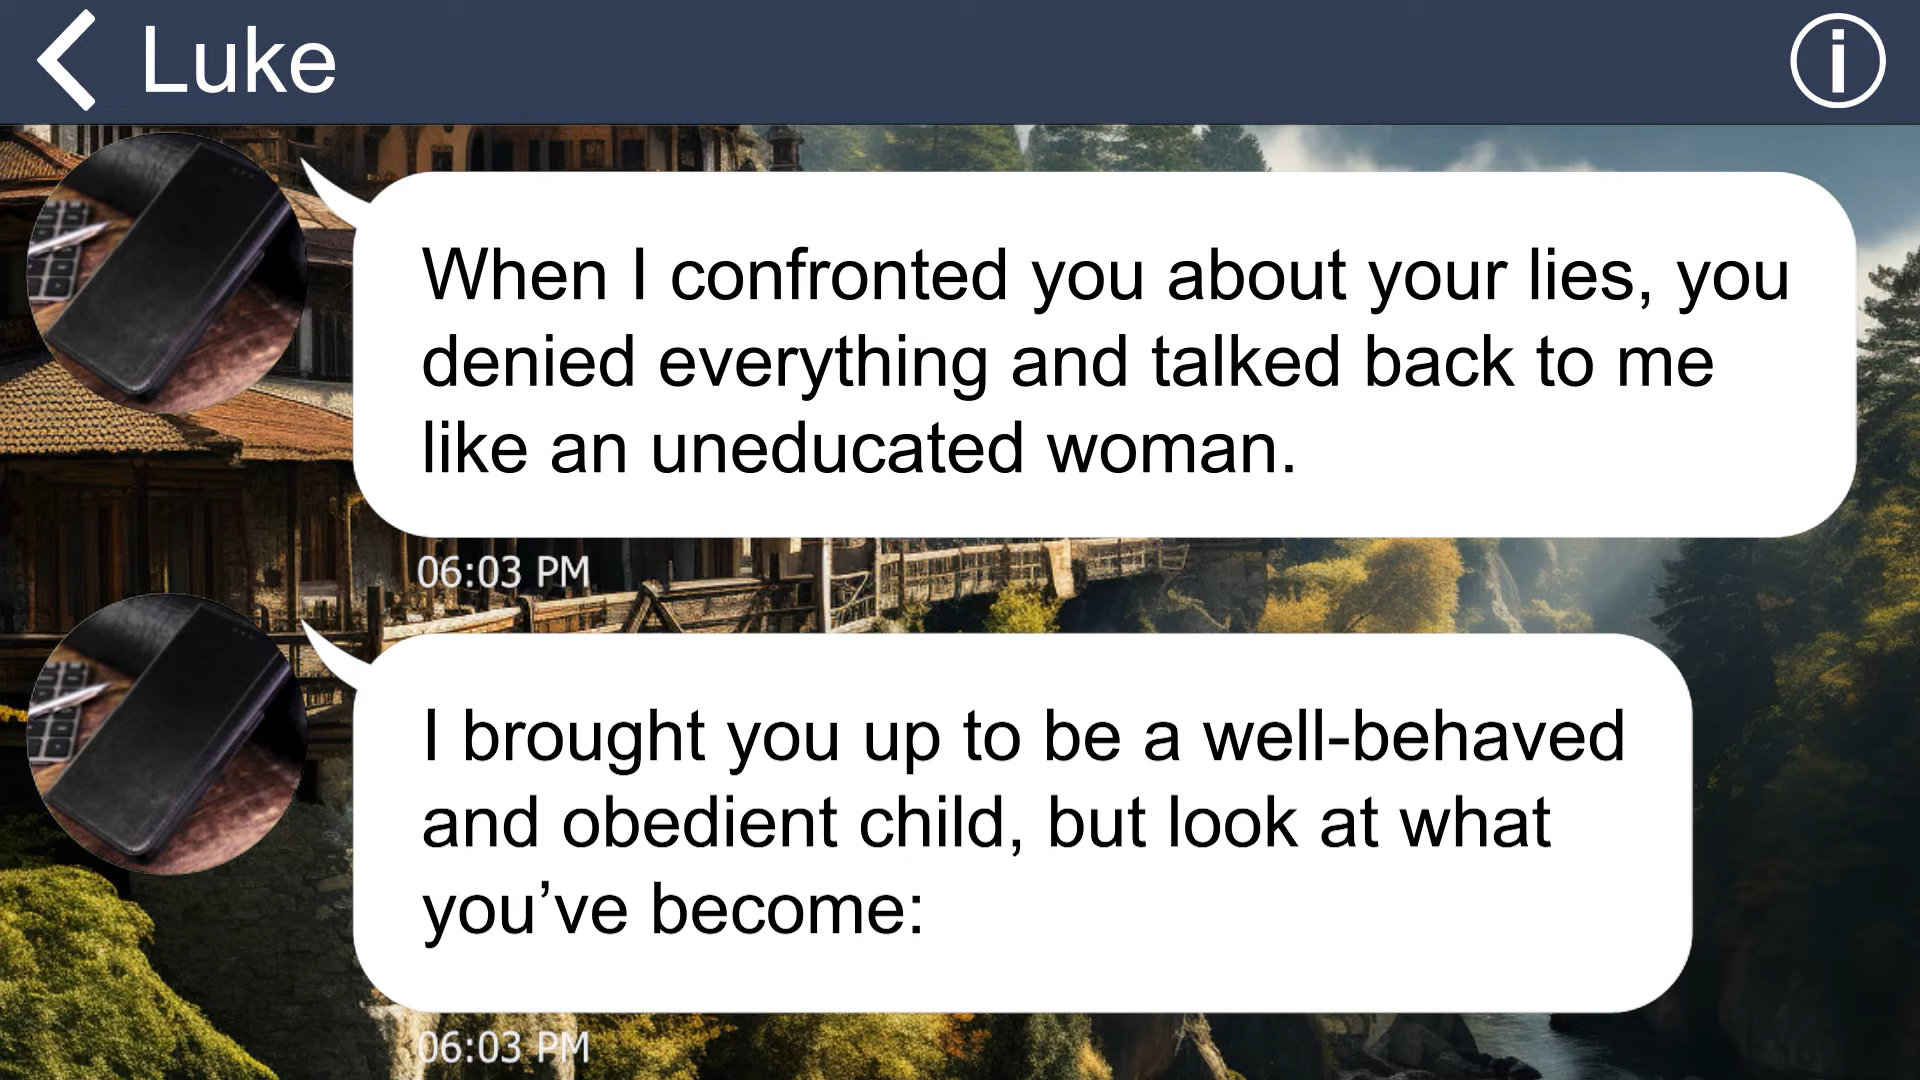 Luke
When I confronted you about your lies, you
denied everything and talked back to me
like an uneducated woman.
06:03 PM
I brought you up to be a well-behaved
and obedient child, but look at what
you’ve become:
06:03 PM